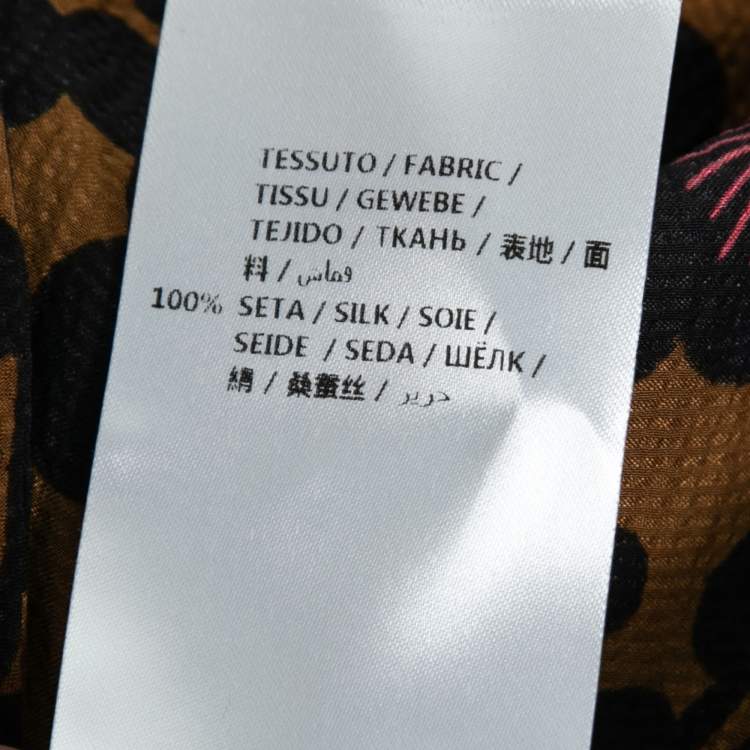 TESSUTO / FABRIC /
TISSU / GEWEBE /
TEJIDO / ТКАНЬ / 表地 / 面
料 / قماش
100% SETA / SILK / SOIE /
SEIDE / SEDA / ШЁЛК /
絹 / 桑蚕丝 / حرير